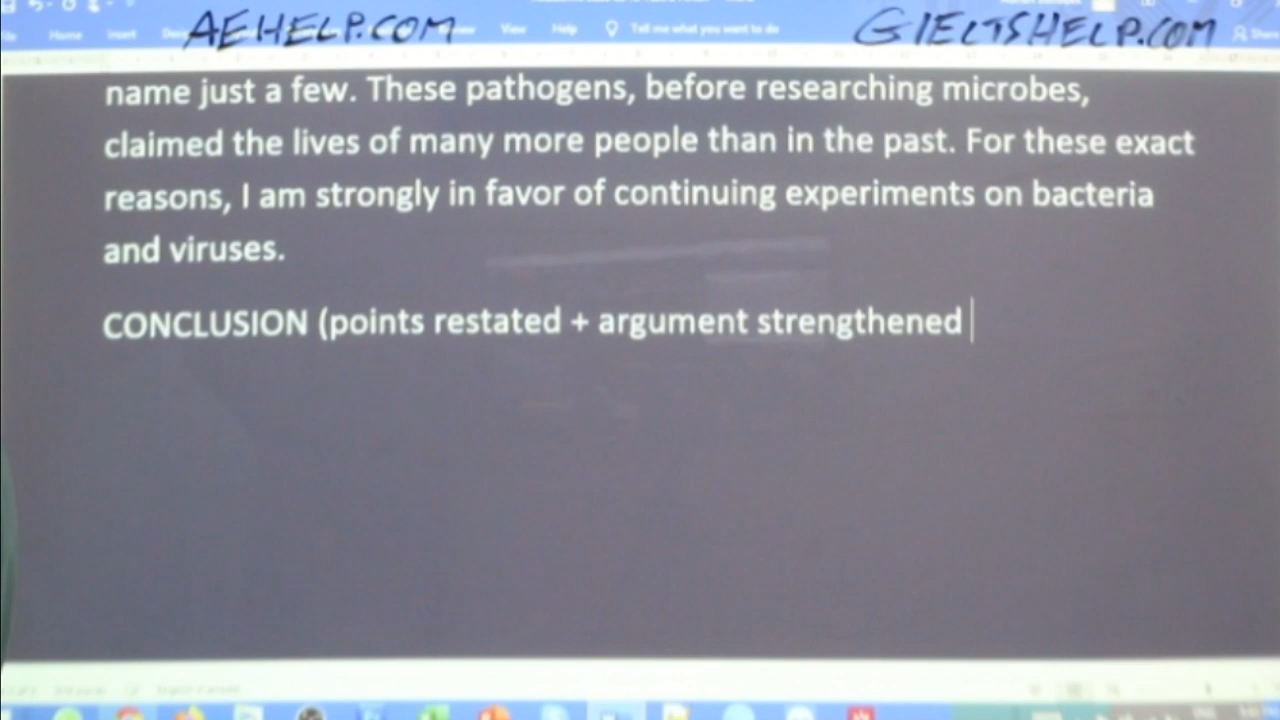 AEHELP.COM GIELTSHELP.COM
Home Insert View Help Tell me what you want to do Share
name just a few. These pathogens, before researching microbes,
claimed the lives of many more people than in the past. For these exact
reasons, I am strongly in favor of continuing experiments on bacteria
and viruses.
CONCLUSION (points restated + argument strengthened